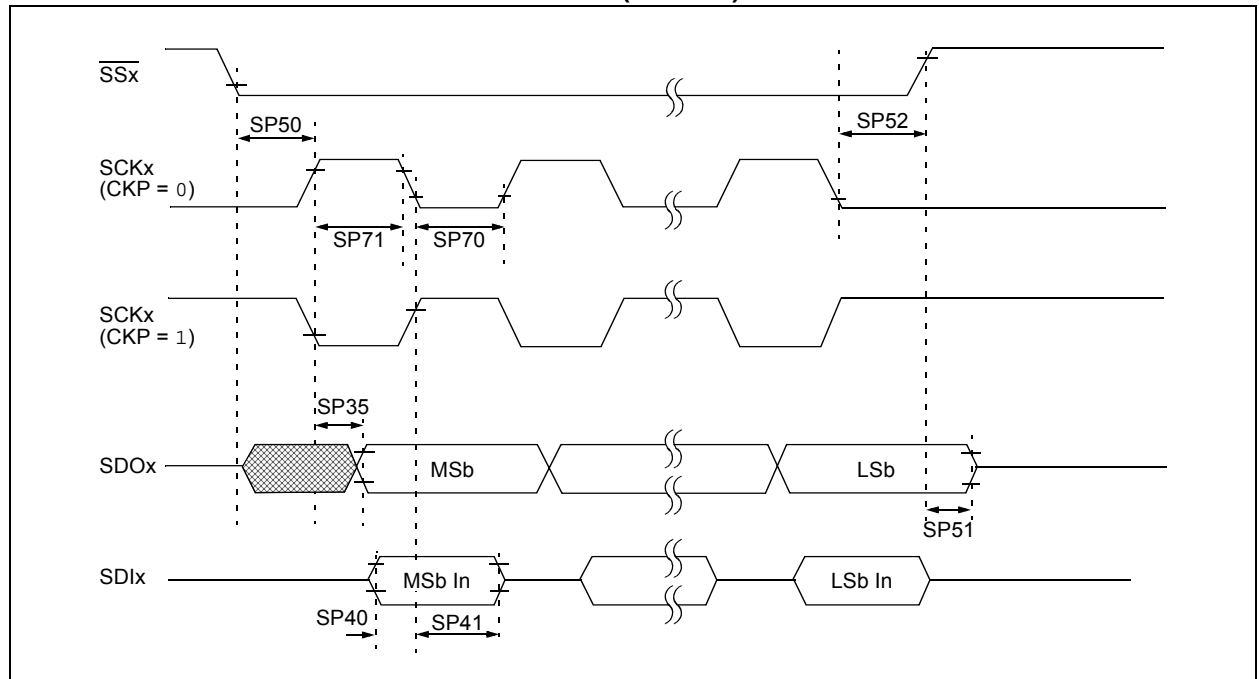 SSx
SP50
SP52
SCKx
(CKP = 0)
SP71
SP70
SCKx
(CKP = 1)
SP35
SDOx
MSb
LSb
SP51
SDIx
MSb In
LSb In
SP40
SP41